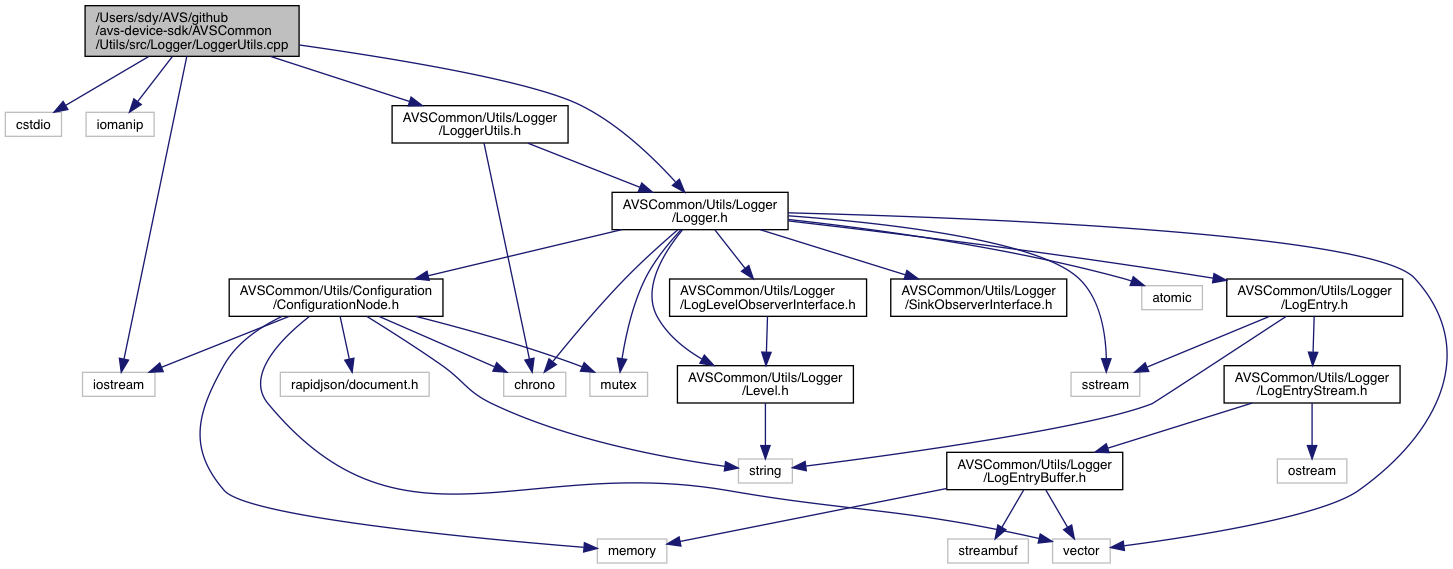 /Users/sdy/AVS/github
/avs-device-sdk/AVSCommon
/Utils/src/Logger/LoggerUtils.cpp
cstdio
iomanip
AVSCommon/Utils/Logger
/LoggerUtils.h
AVSCommon/Utils/Logger
/Logger.h
AVSCommon/Utils/Configuration
/ConfigurationNode.h
AVSCommon/Utils/Logger
/LogLevelObserverInterface.h
AVSCommon/Utils/Logger
/SinkObserverInterface.h
atomic
AVSCommon/Utils/Logger
/LogEntry.h
iostream
rapidjson/document.h
chrono
mutex
AVSCommon/Utils/Logger
/Level.h
sstream
AVSCommon/Utils/Logger
/LogEntryStream.h
string
AVSCommon/Utils/Logger
/LogEntryBuffer.h
ostream
memory
streambuf
vector